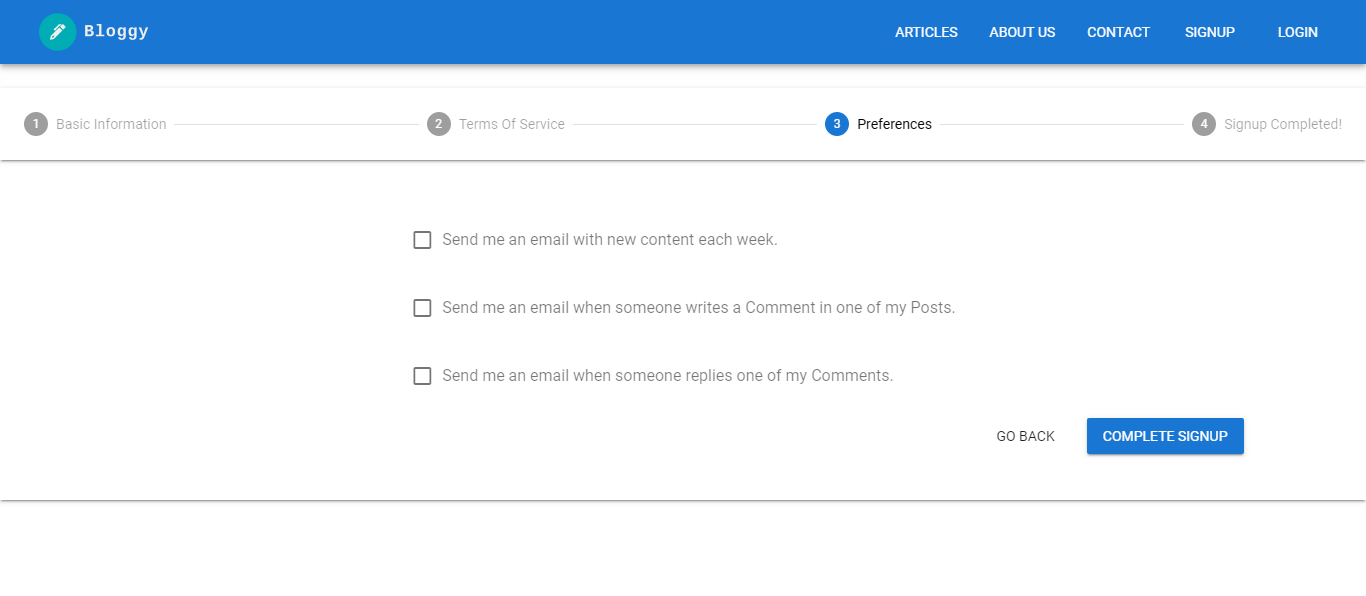 Bloggy ARTICLES ABOUT US CONTACT SIGNUP LOGIN
1 Basic Information 2 Terms Of Service 3 Preferences 4 Signup Completed!
Send me an email with new content each week.
Send me an email when someone writes a Comment in one of my Posts.
Send me an email when someone replies one of my Comments.
GO BACK COMPLETE SIGNUP